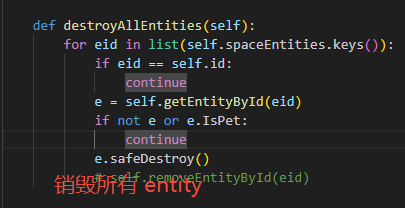 def destroyAllEntities(self):
    for eid in list(self.spaceEntities.keys()):
        if eid == self.id:
            continue
        e = self.getEntityById(eid)
        if not e or e.IsPet:
            continue
        e.safeDestroy()
        # self.removeEntityById(eid)
销毁所有 entity